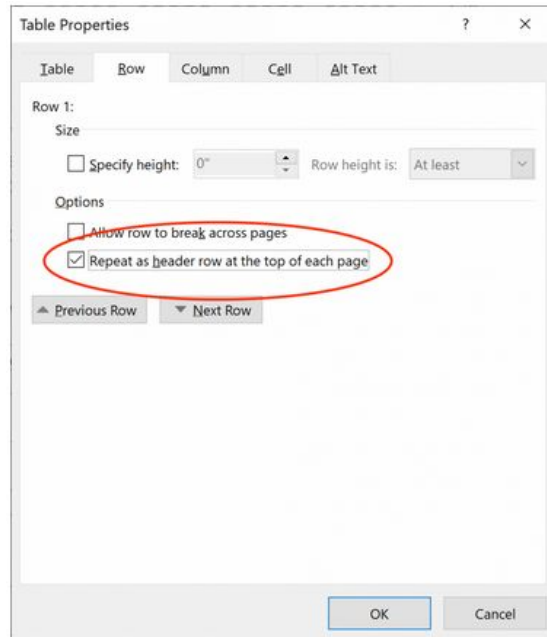 Table Properties ? ×
Table Row Column Cell Alt Text
Row 1:
Size
Specify height: 0" Row height is: At least
Options
Allow row to break across pages
Repeat as header row at the top of each page
Previous Row Next Row
OK Cancel